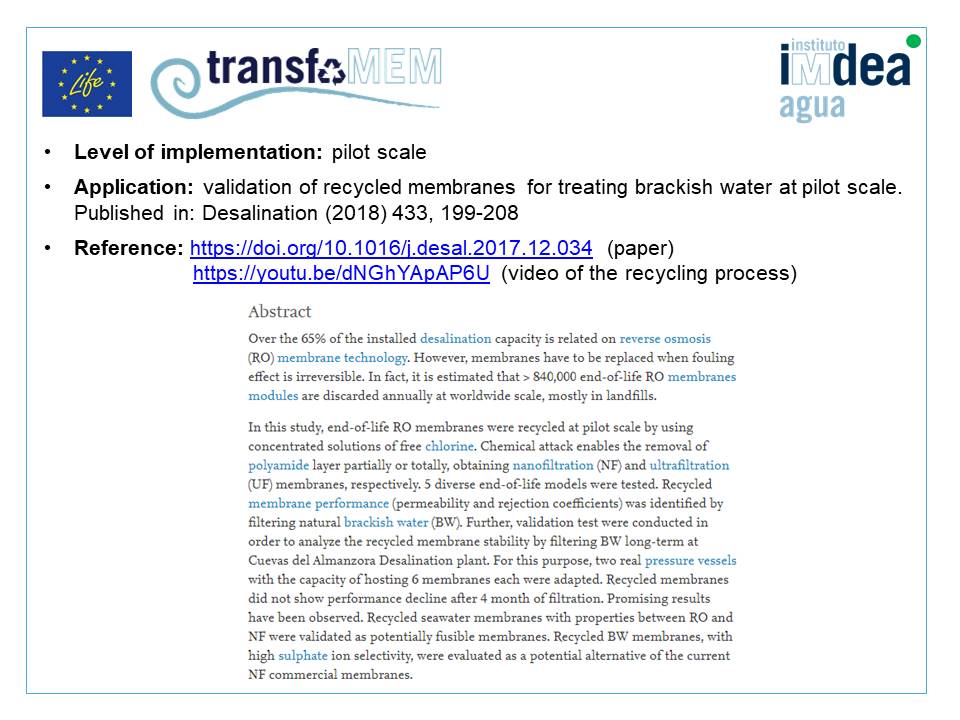 Life
transfoMEM
instituto
imdea
agua
• Level of implementation: pilot scale
• Application: validation of recycled membranes for treating brackish water at pilot scale.
Published in: Desalination (2018) 433, 199-208
• Reference: https://doi.org/10.1016/j.desal.2017.12.034 (paper)
https://youtu.be/dNGhYApAP6U (video of the recycling process)
Abstract
Over the 65% of the installed desalination capacity is related on reverse osmosis
(RO) membrane technology. However, membranes have to be replaced when fouling
effect is irreversible. In fact, it is estimated that > 840,000 end-of-life RO membranes
modules are discarded annually at worldwide scale, mostly in landfills.
In this study, end-of-life RO membranes were recycled at pilot scale by using
concentrated solutions of free chlorine. Chemical attack enables the removal of
polyamide layer partially or totally, obtaining nanofiltration (NF) and ultrafiltration
(UF) membranes, respectively. 5 diverse end-of-life models were tested. Recycled
membrane performance (permeability and rejection coefficients) was identified by
filtering natural brackish water (BW). Further, validation test were conducted in
order to analyze the recycled membrane stability by filtering BW long-term at
Cuevas del Almanzora Desalination plant. For this purpose, two real pressure vessels
with the capacity of hosting 6 membranes each were adapted. Recycled membranes
did not show performance decline after 4 month of filtration. Promising results
have been observed. Recycled seawater membranes with properties between RO and
NF were validated as potentially fusible membranes. Recycled BW membranes, with
high sulphate ion selectivity, were evaluated as a potential alternative of the current
NF commercial membranes.